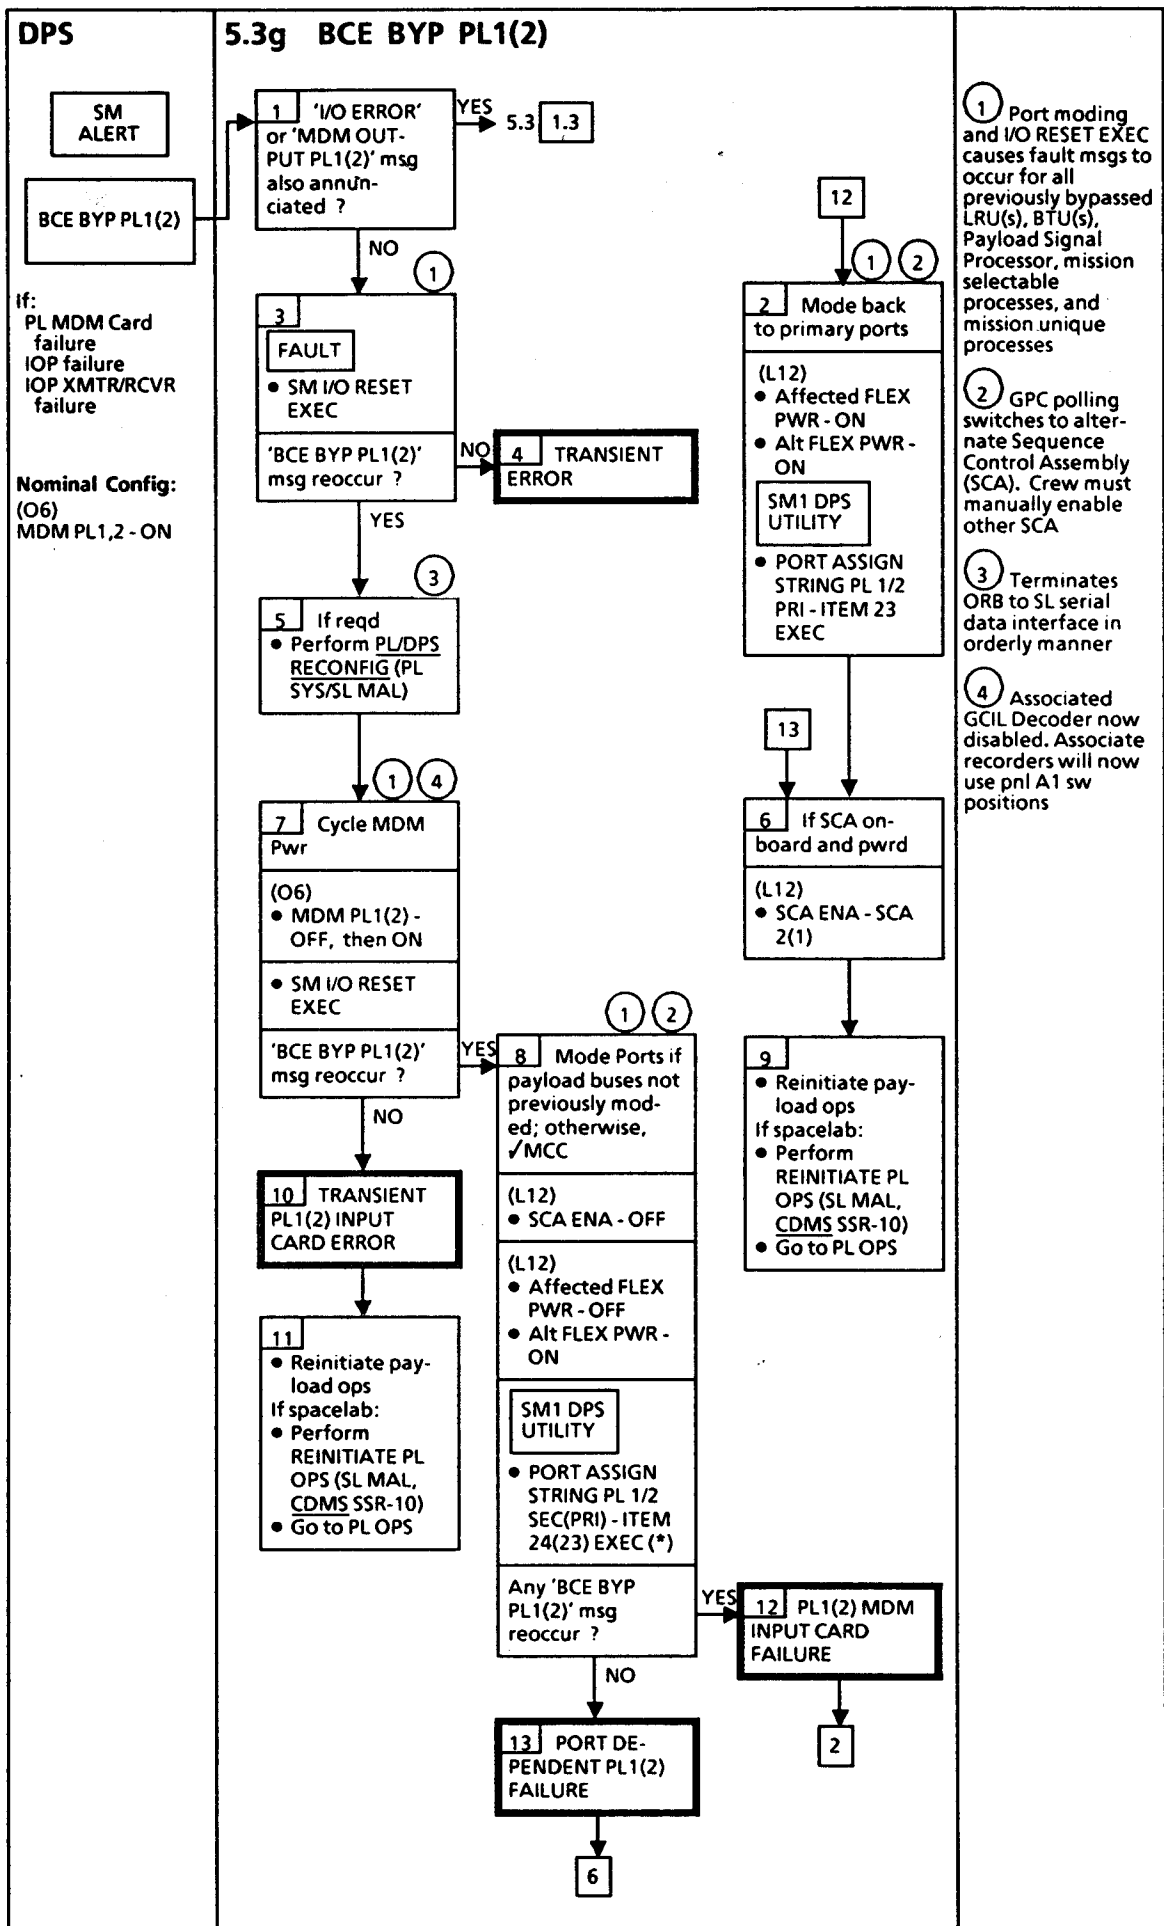 DPS
5.3g BCE BYP PL1(2)
SM
ALERT
BCE BYP PL1(2)
If:
PL MDM Card
failure
IOP failure
IOP XMTR/RCVR
failure
Nominal Config:
(O6)
MDM PL1,2 - ON
1 'I/O ERROR'
or 'MDM OUT-
PUT PL1(2)' msg
also annun-
ciated ?
YES
5.3 1.3
NO
1
3
FAULT
• SM I/O RESET
EXEC
'BCE BYP PL1(2)'
msg reoccur ?
NO
4 TRANSIENT
ERROR
YES
3
5 If reqd
• Perform PL/DPS
RECONFIG (PL
SYS/SL MAL)
1 4
7 Cycle MDM
Pwr
(O6)
• MDM PL1(2) -
OFF, then ON
• SM I/O RESET
EXEC
'BCE BYP PL1(2)'
msg reoccur ?
YES
NO
10 TRANSIENT
PL1(2) INPUT
CARD ERROR
11
• Reinitiate pay-
load ops
If spacelab:
• Perform
REINITIATE PL
OPS (SL MAL,
CDMS SSR-10)
• Go to PL OPS
1 2
8 Mode Ports if
payload buses not
previously mod-
ed; otherwise,
✓MCC
(L12)
• SCA ENA - OFF
(L12)
• Affected FLEX
PWR - OFF
• Alt FLEX PWR -
ON
SM1 DPS
UTILITY
• PORT ASSIGN
STRING PL 1/2
SEC(PRI) - ITEM
24(23) EXEC (*)
Any 'BCE BYP
PL1(2)' msg
reoccur ?
YES
12 PL1(2) MDM
INPUT CARD
FAILURE
2
NO
13 PORT DE-
PENDENT PL1(2)
FAILURE
6
12
1 2
2 Mode back
to primary ports
(L12)
• Affected FLEX
PWR - ON
• Alt FLEX PWR -
ON
SM1 DPS
UTILITY
• PORT ASSIGN
STRING PL 1/2
PRI - ITEM 23
EXEC
13
6 If SCA on-
board and pwrd
(L12)
• SCA ENA - SCA
2(1)
9
• Reinitiate pay-
load ops
If spacelab:
• Perform
REINITIATE PL
OPS (SL MAL,
CDMS SSR-10)
• Go to PL OPS
1 Port moding
and I/O RESET EXEC
causes fault msgs to
occur for all
previously bypassed
LRU(s), BTU(s),
Payload Signal
Processor, mission
selectable
processes, and
mission unique
processes
2 GPC polling
switches to alter-
nate Sequence
Control Assembly
(SCA). Crew must
manually enable
other SCA
3 Terminates
ORB to SL serial
data interface in
orderly manner
4 Associated
GCIL Decoder now
disabled. Associate
recorders will now
use pnl A1 sw
positions